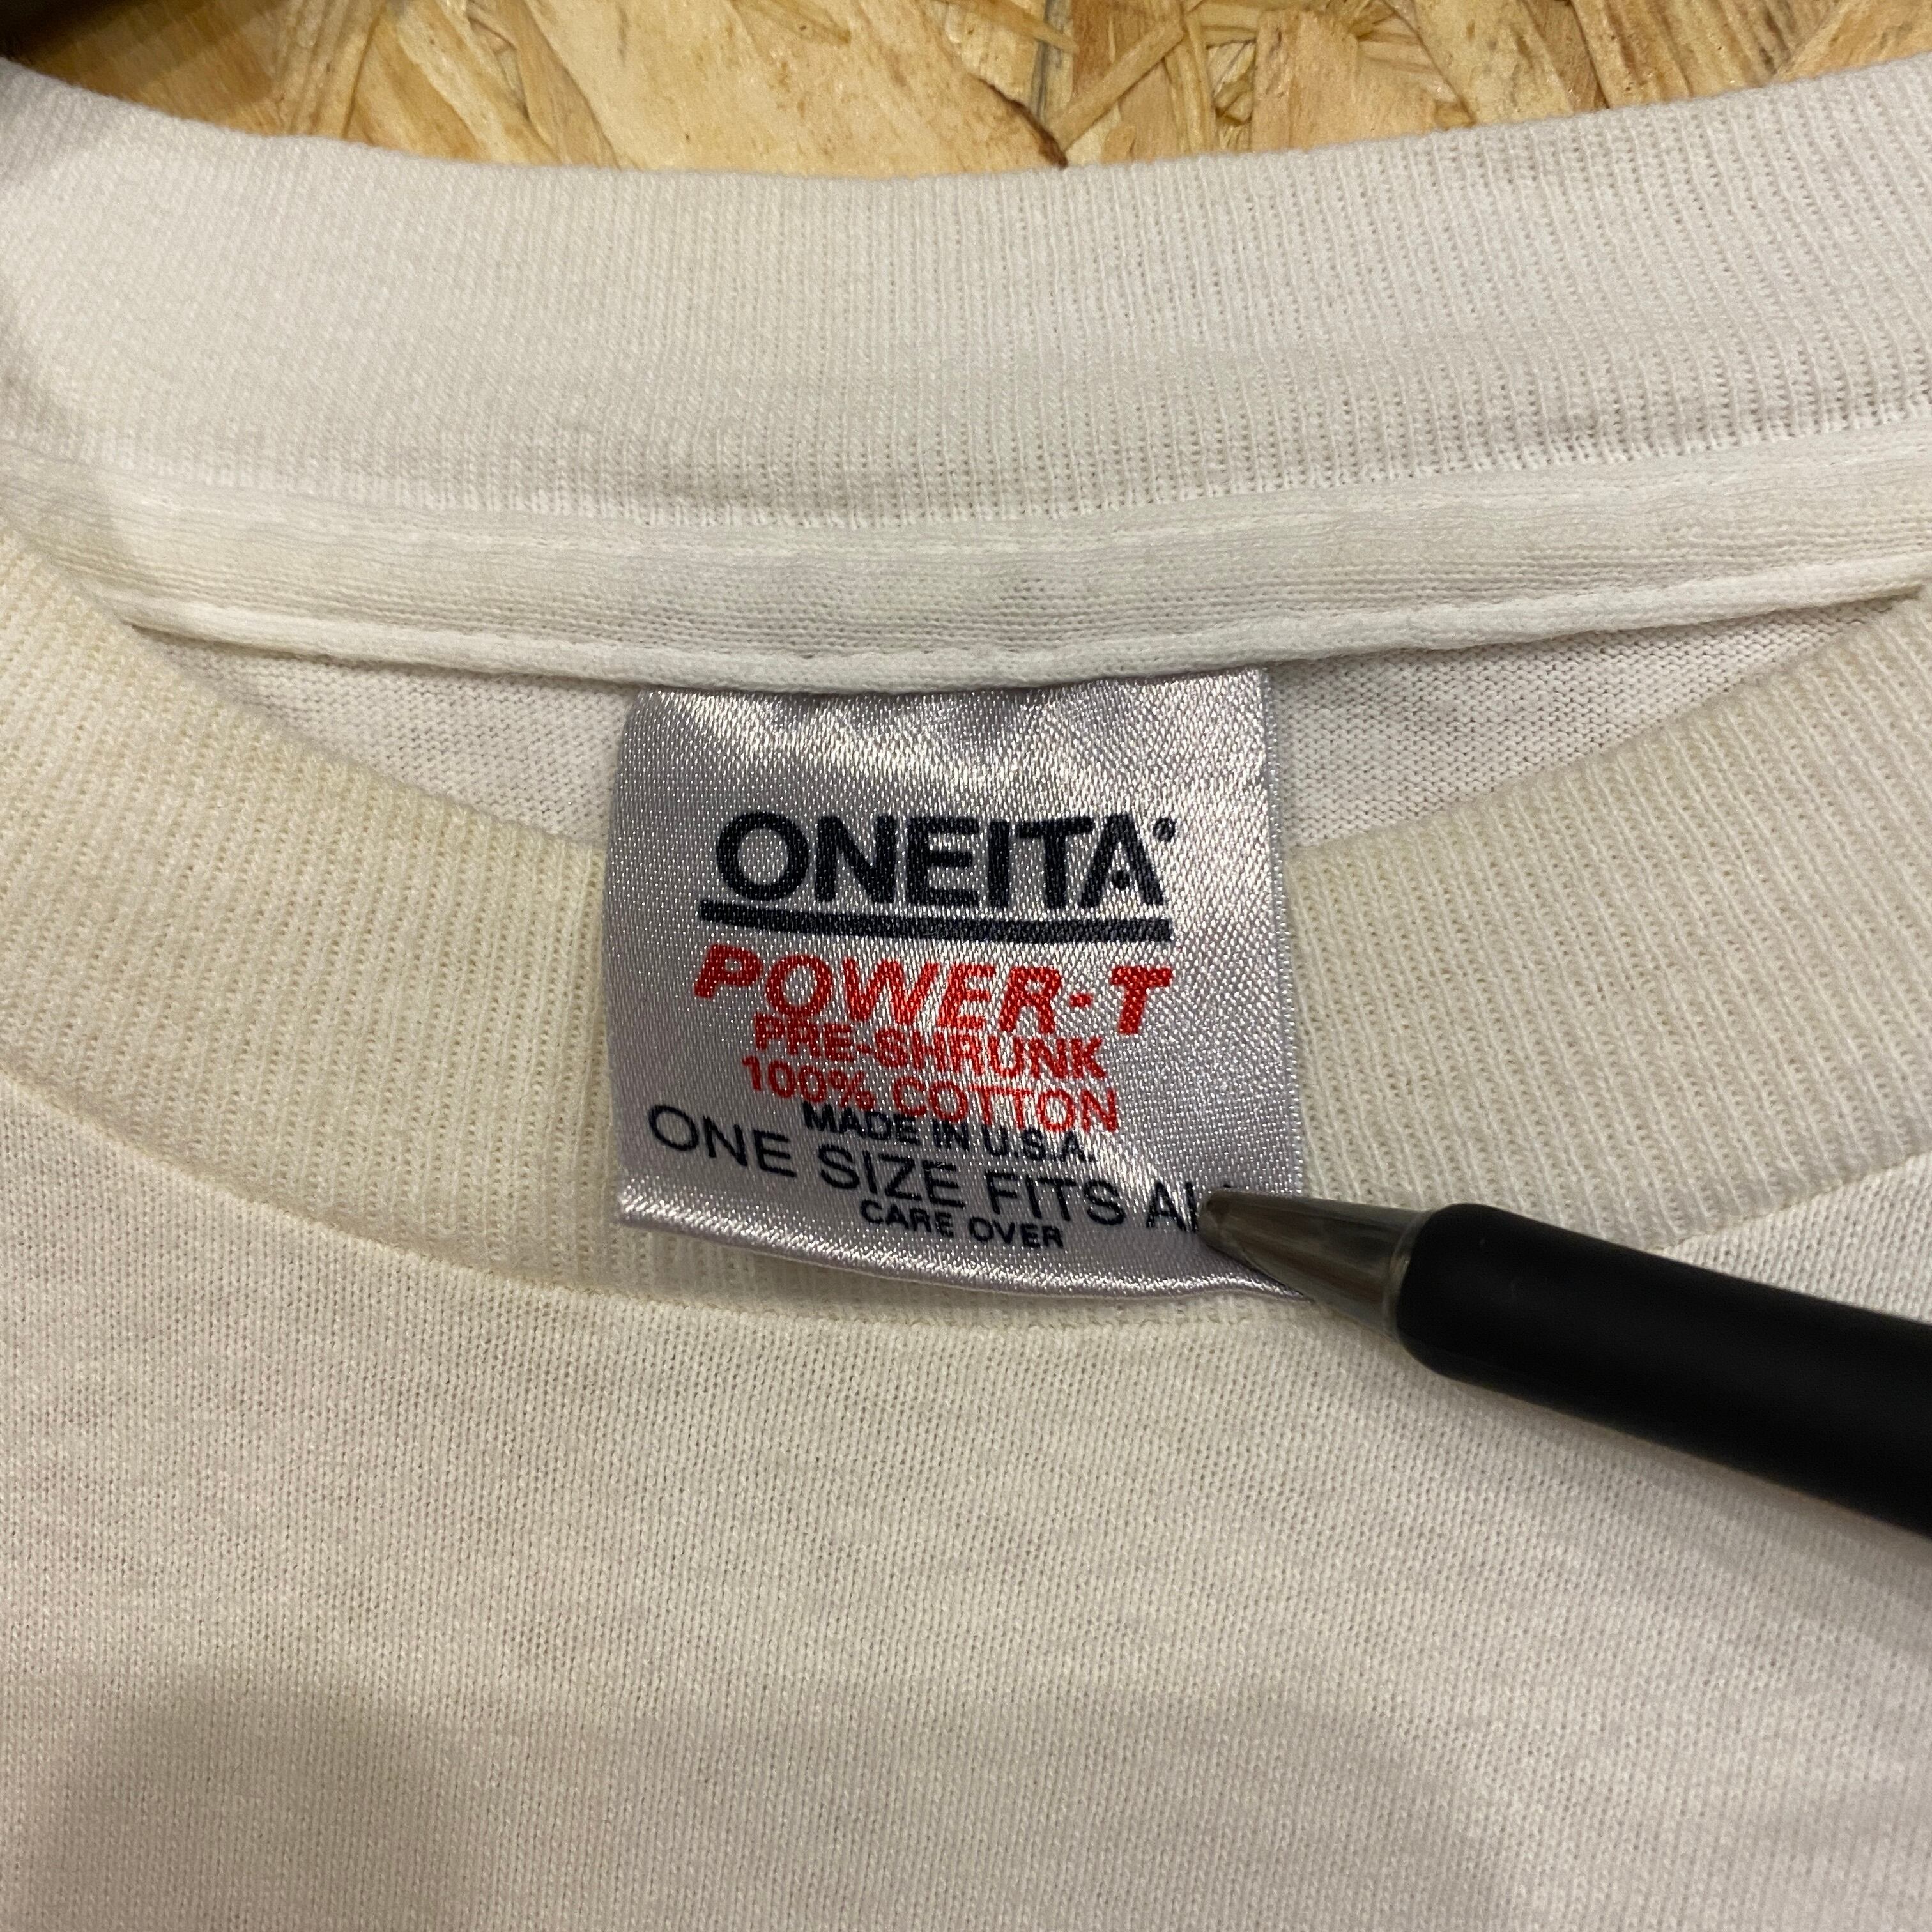 ONEITA
POWER-T
PRE-SHRUNK
100% COTTON
MADE IN U.S.A.
ONE SIZE FITS
CARE OVER